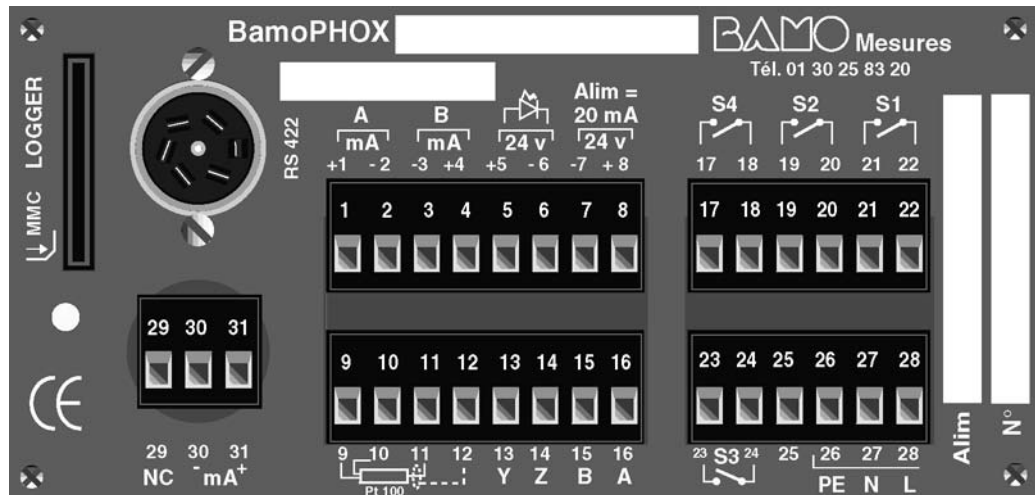 BamoPHOX
BAMO Mesures
Tél. 01 30 25 83 20
MMC LOGGER
RS 422
A
mA
B
mA
24 v
Alim =
20 mA
24 v
+1 - 2 -3 +4 +5 - 6 -7 + 8
S4 S2 S1
17 18 19 20 21 22
1 2 3 4 5 6 7 8
17 18 19 20 21 22
29 30 31
9 10 11 12 13 14 15 16
23 24 25 26 27 28
CE
29 30 31
NC - mA+
9 10 11 12 13 14 15 16
Pt 100
Y Z B A
23 S3 24 25 26 27 28
PE N L
Alim
N°